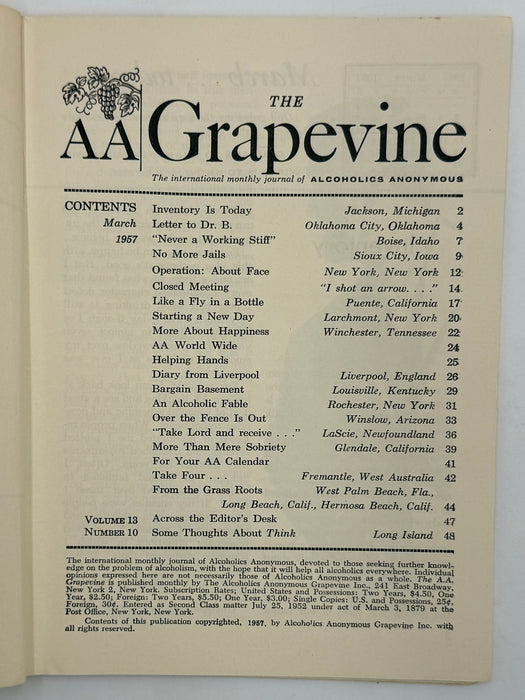 THE
AA Grapevine
The international monthly journal of ALCOHOLICS ANONYMOUS
CONTENTS
March
1957
Inventory Is Today Jackson, Michigan 2
Letter to Dr. B. Oklahoma City, Oklahoma 4
"Never a Working Stiff" Boise, Idaho 7
No More Jails Sioux City, Iowa 9
Operation: About Face New York, New York 12
Closed Meeting "I shot an arrow. . . ." 14
Like a Fly in a Bottle Puente, California 17
Starting a New Day Larchmont, New York 20
More About Happiness Winchester, Tennessee 22
AA World Wide 24
Helping Hands 25
Diary from Liverpool Liverpool, England 26
Bargain Basement Louisville, Kentucky 29
An Alcoholic Fable Rochester, New York 31
Over the Fence Is Out Winslow, Arizona 33
"Take Lord and receive . . ." LaScie, Newfoundland 36
More Than Mere Sobriety Glendale, California 39
For Your AA Calendar 41
Take Four . . . Fremantle, West Australia 42
From the Grass Roots West Palm Beach, Fla.,
Long Beach, Calif., Hermosa Beach, Calif. 44
VOLUME 13 Across the Editor's Desk 47
NUMBER 10 Some Thoughts About Think Long Island 48
The international monthly journal of Alcoholics Anonymous, devoted to those seeking further knowl-
edge on the problem of alcoholism, with the hope that it will help all alcoholics everywhere. Individual
opinions expressed here are not necessarily those of Alcoholics Anonymous as a whole. The A.A.
Grapevine is published monthly by The Alcoholics Anonymous Grapevine Inc., 241 East Broadway,
New York 2, New York. Subscription Rates; United States and Possessions: Two Years, $4.50, One
Year, $2.50; Foreign: Two Years, $5.50; One Year, $3.00; Single Copies: U.S. and Possessions, 25¢.
Foreign, 30¢. Entered as Second Class matter July 25, 1952 under act of March 3, 1879 at the
Post Office, New York, New York.
Contents of this publication copyrighted, 1957, by Alcoholics Anonymous Grapevine Inc. with
all rights reserved.